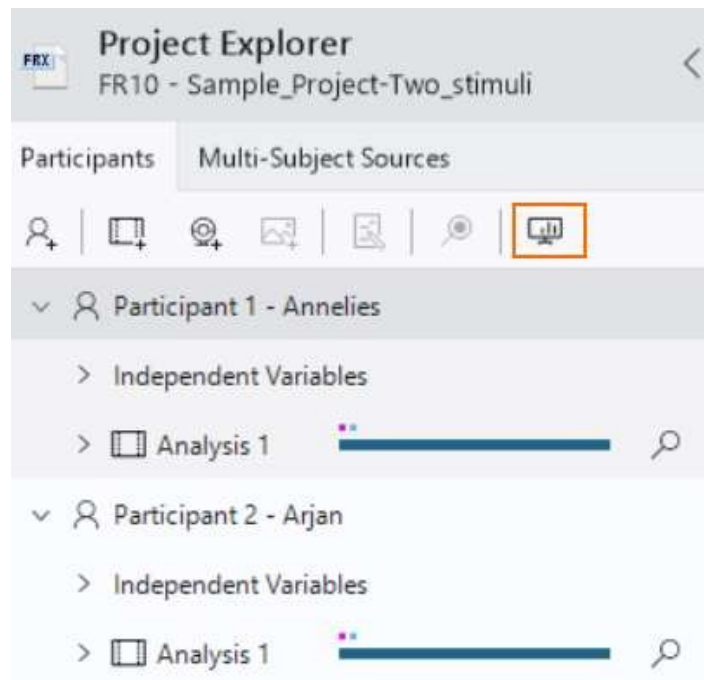 Project Explorer
FRX
FR10 - Sample_Project-Two_stimuli
Participants Multi-Subject Sources
Participant 1 - Annelies
Independent Variables
Analysis 1
Participant 2 - Arjan
Independent Variables
Analysis 1